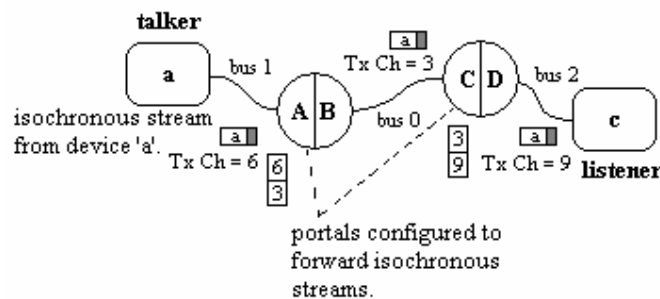 talker
a
bus 1
isochronous stream
from device 'a'.
a
Tx Ch = 6
6
3
A B
a
Tx Ch = 3
bus 0
C D
3
9
bus 2
a
Tx Ch = 9
c
listener
portals configured to
forward isochronous
streams.